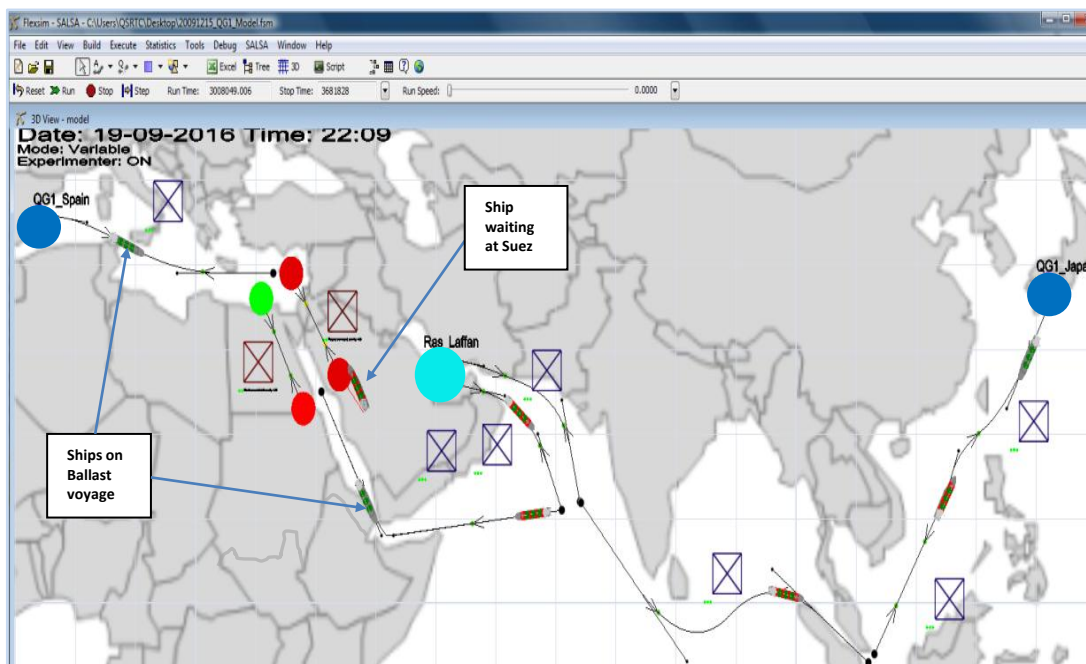 Flexsim - SALSA - C:\Users\QSRTC\Desktop\20091215_QG1_Model.fsm
File Edit View Build Execute Statistics Tools Debug SALSA Window Help
Excel Tree 3D Script
Reset Run Stop Step Run Time: 3008049.006 Stop Time: 3681828 Run Speed: 0.0000
3D View - model
Date: 19-09-2016 Time: 22:09
Mode: Variable
Experimenter: ON
QG1_Spain
Ship
waiting
at Suez
QG1_Japa
Ras_Laffan
Ships on
Ballast
voyage